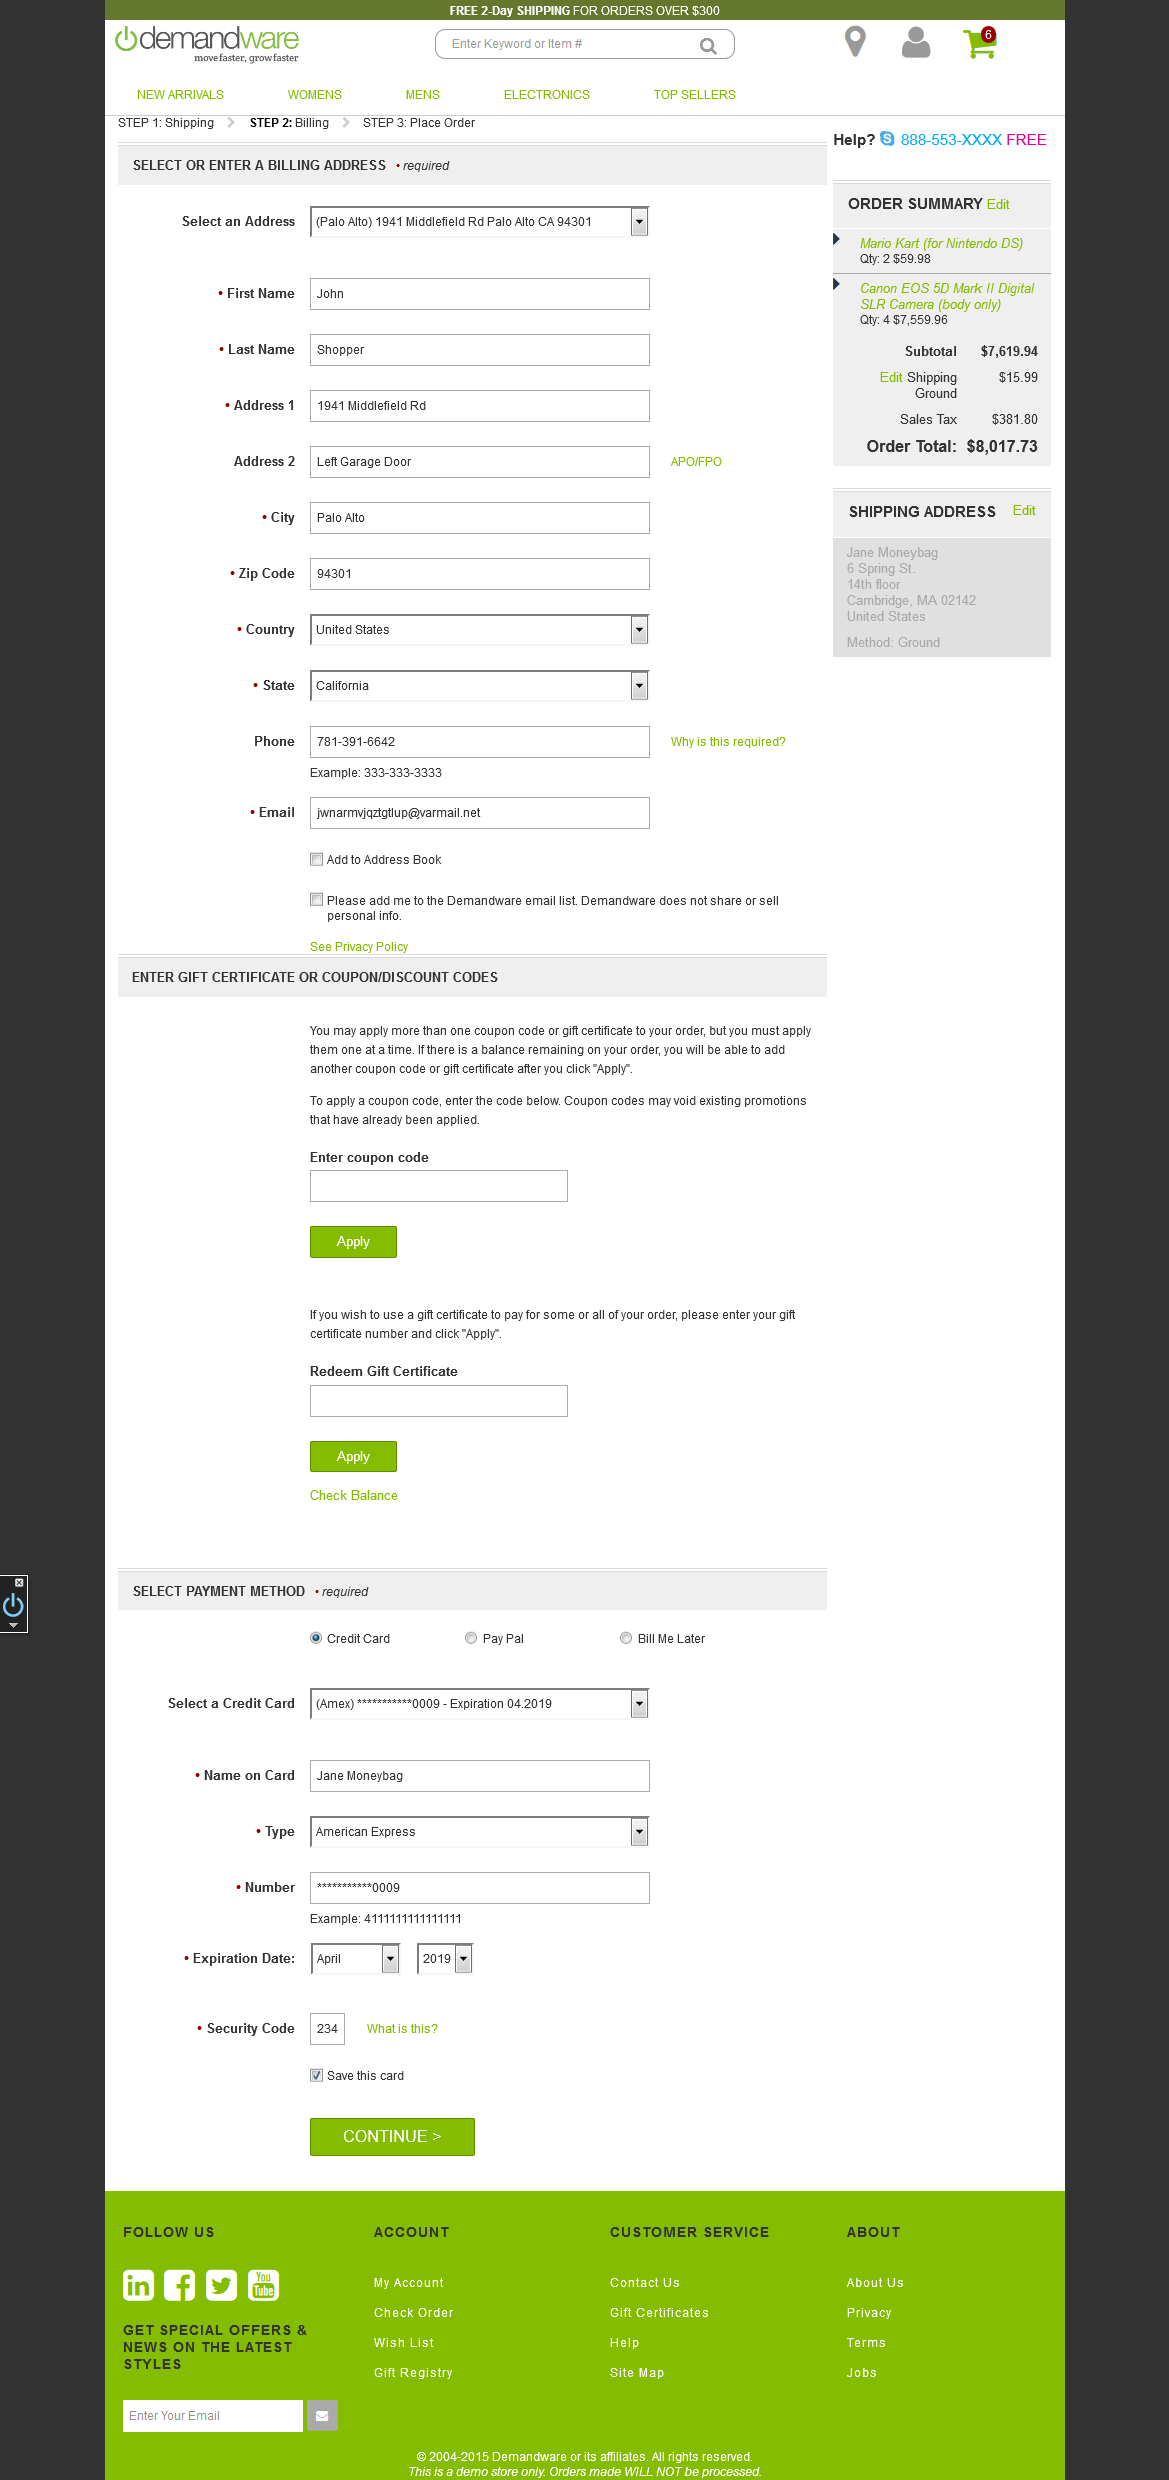 FREE 2-Day SHIPPING FOR ORDERS OVER $300
demandware
move faster, grow faster
Enter Keyword or Item #
6
NEW ARRIVALS WOMENS MENS ELECTRONICS TOP SELLERS
STEP 1: Shipping STEP 2: Billing STEP 3: Place Order
SELECT OR ENTER A BILLING ADDRESS • required
Select an Address (Palo Alto) 1941 Middlefield Rd Palo Alto CA 94301
• First Name John
• Last Name Shopper
• Address 1 1941 Middlefield Rd
Address 2 Left Garage Door APO/FPO
• City Palo Alto
• Zip Code 94301
• Country United States
• State California
Phone 781-391-6642 Why is this required?
Example: 333-333-3333
• Email jwnarmvjqztgtlup@varmail.net
Add to Address Book
Please add me to the Demandware email list. Demandware does not share or sell
personal info.
See Privacy Policy
Help? 888-553-XXXX FREE
ORDER SUMMARY Edit
Mario Kart (for Nintendo DS)
Qty: 2 $59.98
Canon EOS 5D Mark II Digital
SLR Camera (body only)
Qty: 4 $7,559.96
Subtotal $7,619.94
Edit Shipping $15.99
Ground
Sales Tax $381.80
Order Total: $8,017.73
SHIPPING ADDRESS Edit
Jane Moneybag
6 Spring St.
14th floor
Cambridge, MA 02142
United States
Method: Ground
ENTER GIFT CERTIFICATE OR COUPON/DISCOUNT CODES
You may apply more than one coupon code or gift certificate to your order, but you must apply
them one at a time. If there is a balance remaining on your order, you will be able to add
another coupon code or gift certificate after you click "Apply".
To apply a coupon code, enter the code below. Coupon codes may void existing promotions
that have already been applied.
Enter coupon code
Apply
If you wish to use a gift certificate to pay for some or all of your order, please enter your gift
certificate number and click "Apply".
Redeem Gift Certificate
Apply
Check Balance
SELECT PAYMENT METHOD • required
Credit Card Pay Pal Bill Me Later
Select a Credit Card (Amex) ***********0009 - Expiration 04.2019
• Name on Card Jane Moneybag
• Type American Express
• Number ***********0009
Example: 4111111111111111
• Expiration Date: April 2019
• Security Code 234 What is this?
Save this card
CONTINUE >
FOLLOW US
in f You Tube
GET SPECIAL OFFERS &
NEWS ON THE LATEST
STYLES
Enter Your Email
ACCOUNT
My Account
Check Order
Wish List
Gift Registry
CUSTOMER SERVICE
Contact Us
Gift Certificates
Help
Site Map
ABOUT
About Us
Privacy
Terms
Jobs
© 2004-2015 Demandware or its affiliates. All rights reserved.
This is a demo store only. Orders made WILL NOT be processed.